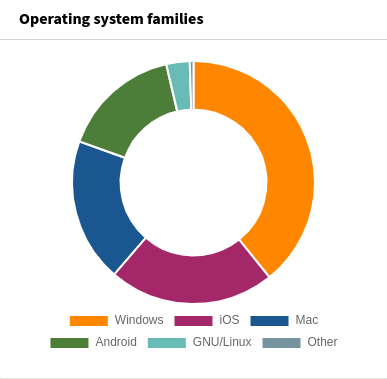 Operating system families
Windows iOS Mac
Android GNU/Linux Other